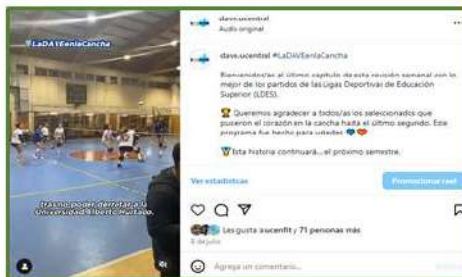 #LaDAVEenlaCancha
tras no poder derrotar a la
Universidad Alberto Hurtado.
dave.ucentral
Audio original
dave.ucentral #LaDAVEenlaCancha
Bienvenidos/as al último capítulo de esta revisión semanal con lo
mejor de los partidos de las Ligas Deportivas de Educación
Superior (LDES).
🏆 Queremos agradecer a todos/as los seleccionados que
pusieron el corazón en la cancha hasta el último segundo. Este
programa fue hecho para ustedes 💙❤️
🏅Esta historia continuará... el próximo semestre.
Ver estadísticas
Promocionar reel
Les gusta a ucenfit y 71 personas más
8 de julio
Agrega un comentario...